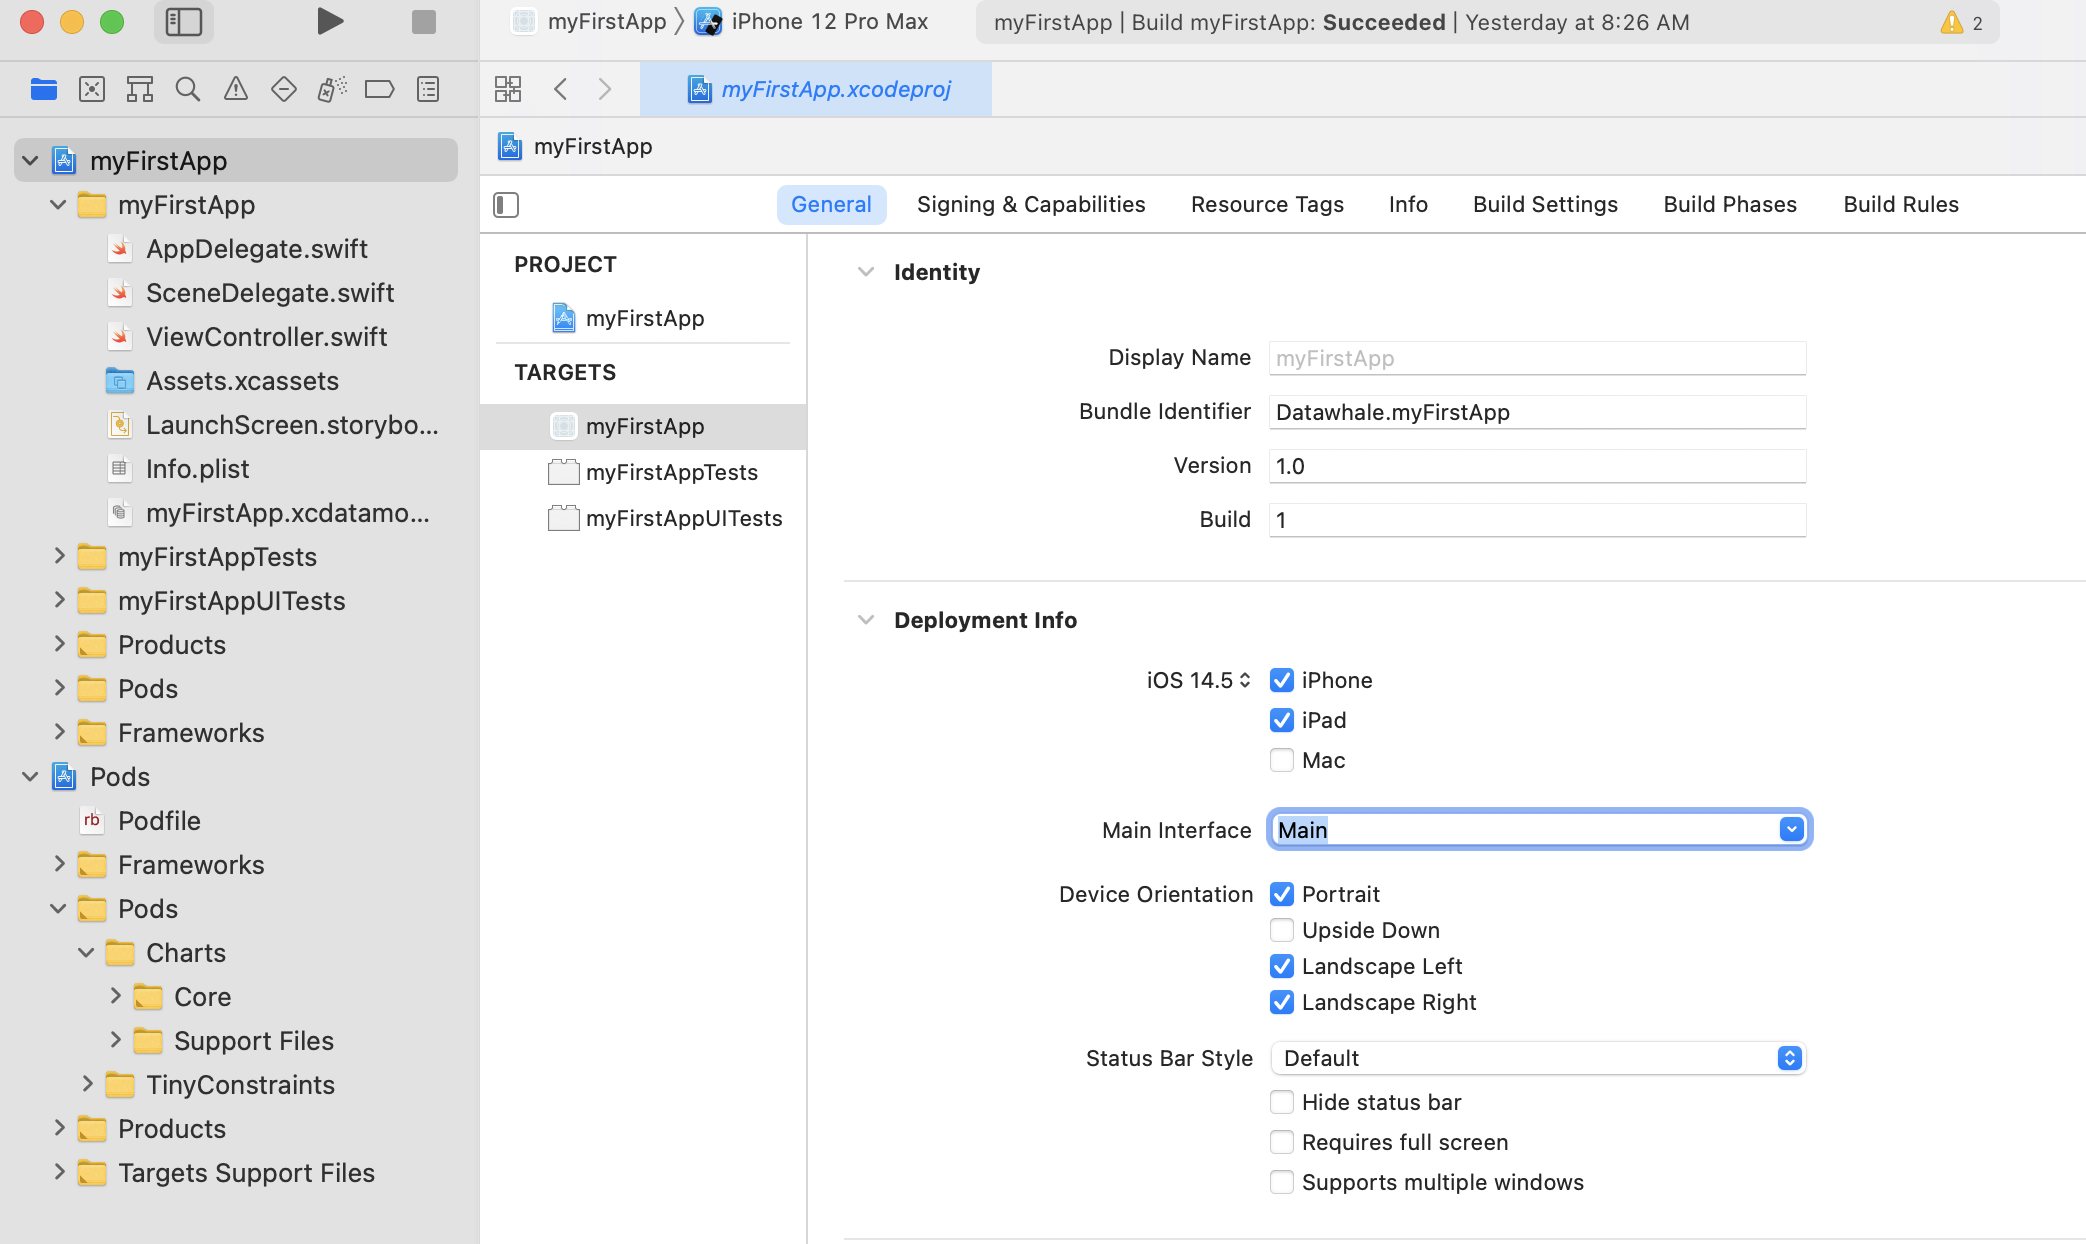 myFirstApp 〉 iPhone 12 Pro Max
myFirstApp | Build myFirstApp: Succeeded | Yesterday at 8:26 AM
2
myFirstApp.xcodeproj
myFirstApp
myFirstApp
myFirstApp
AppDelegate.swift
SceneDelegate.swift
ViewController.swift
Assets.xcassets
LaunchScreen.storybo...
Info.plist
myFirstApp.xcdatamo...
myFirstAppTests
myFirstAppUITests
Products
Pods
Frameworks
Pods
rb Podfile
Frameworks
Pods
Charts
Core
Support Files
TinyConstraints
Products
Targets Support Files
General Signing & Capabilities Resource Tags Info Build Settings Build Phases Build Rules
PROJECT
myFirstApp
TARGETS
myFirstApp
myFirstAppTests
myFirstAppUITests
Identity
Display Name myFirstApp
Bundle Identifier Datawhale.myFirstApp
Version 1.0
Build 1
Deployment Info
iOS 14.5 iPhone
iPad
Mac
Main Interface Main
Device Orientation Portrait
Upside Down
Landscape Left
Landscape Right
Status Bar Style Default
Hide status bar
Requires full screen
Supports multiple windows